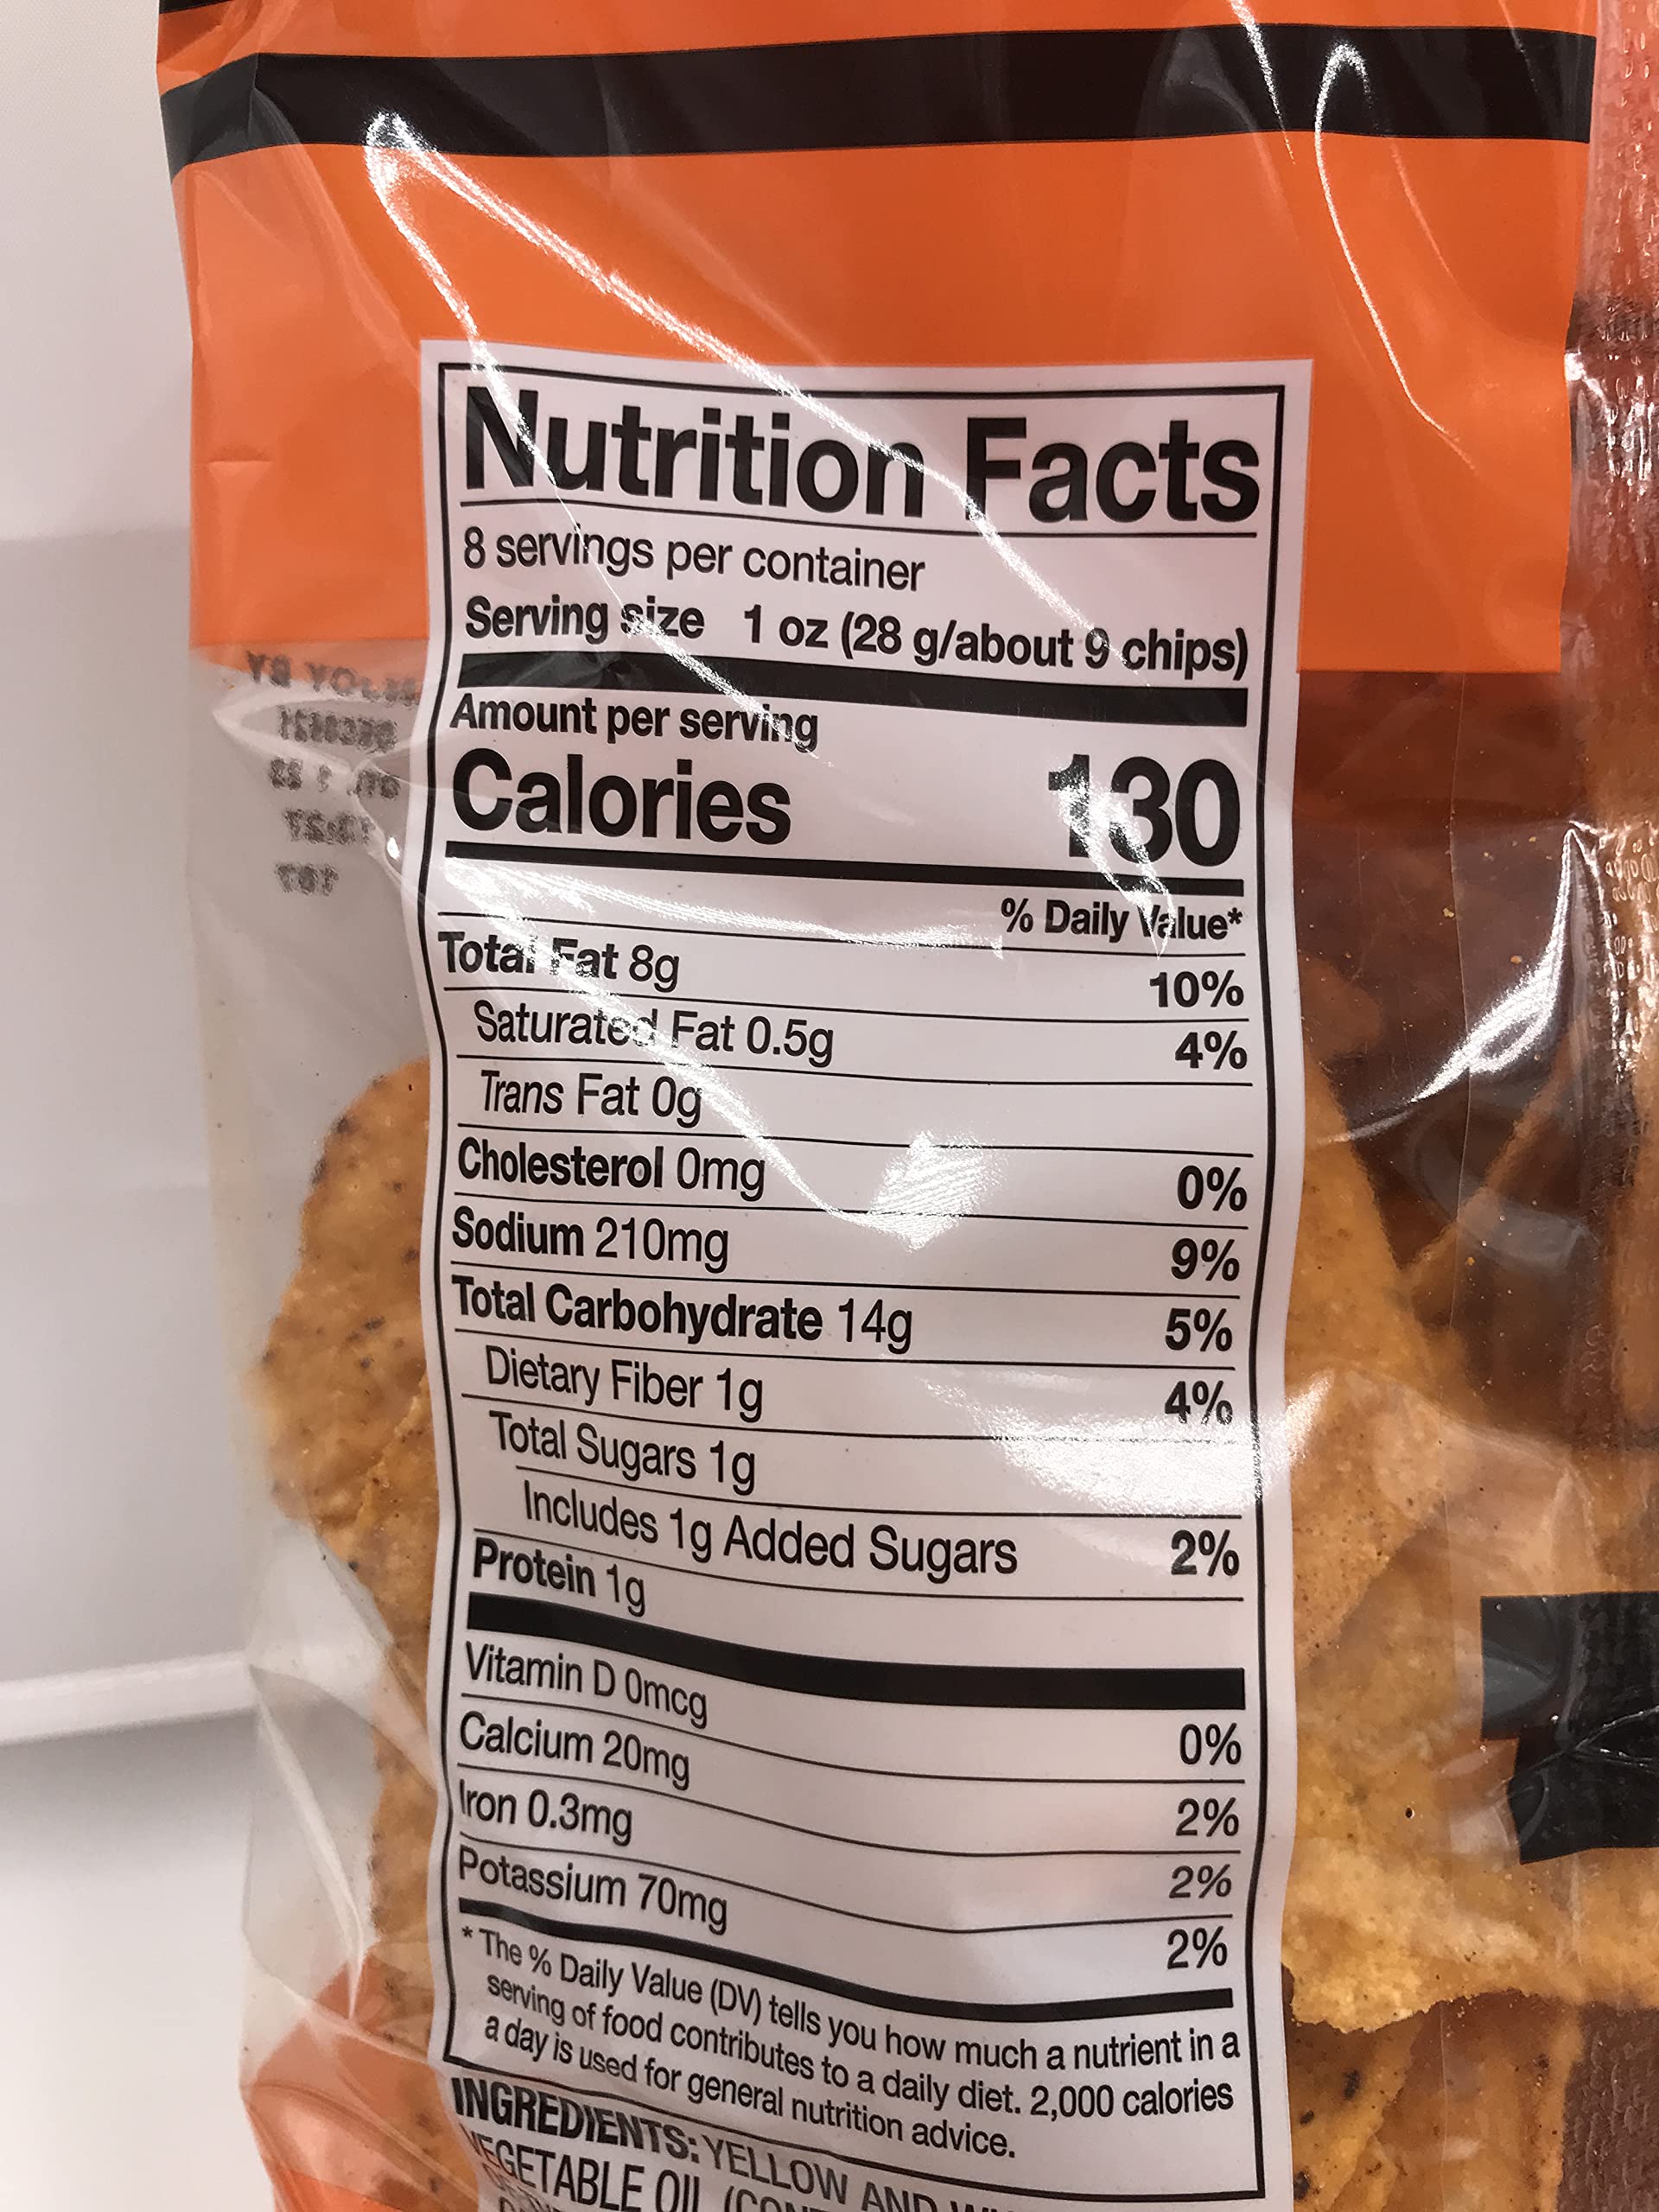 Nutrition Facts
8 servings per container
Serving size 1 oz (28 g/about 9 chips)
Amount per serving
Calories 130
% Daily Value*
Total Fat 8g 10%
Saturated Fat 0.5g 4%
Trans Fat 0g
Cholesterol 0mg 0%
Sodium 210mg 9%
Total Carbohydrate 14g 5%
Dietary Fiber 1g 4%
Total Sugars 1g
Includes 1g Added Sugars 2%
Protein 1g
Vitamin D 0mcg 0%
Calcium 20mg 2%
Iron 0.3mg 2%
Potassium 70mg 2%
* The % Daily Value (DV) tells you how much a nutrient in a
serving of food contributes to a daily diet. 2,000 calories
a day is used for general nutrition advice.
INGREDIENTS: YELLOW AND
VEGETABLE OIL